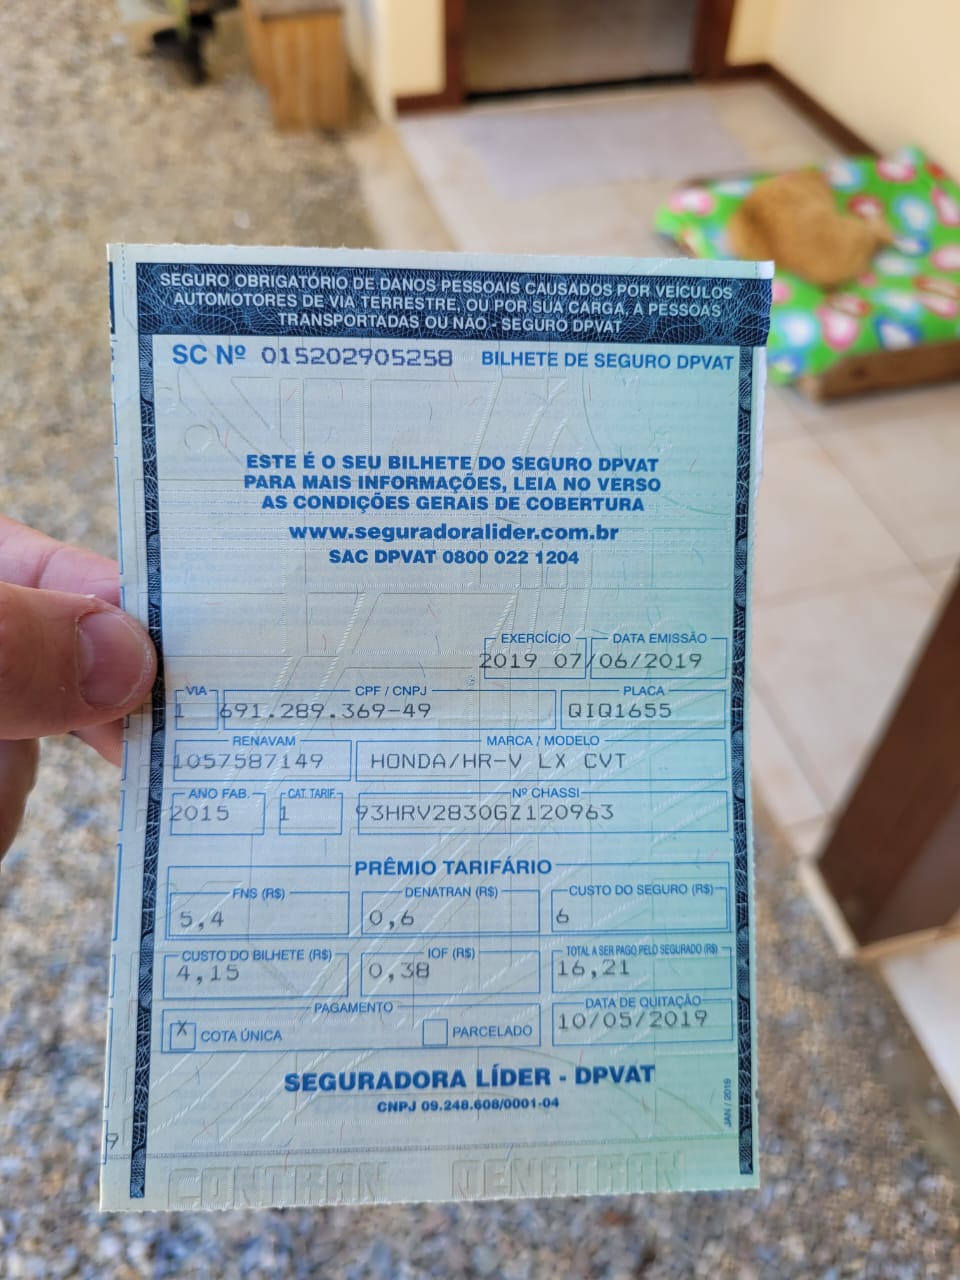 SEGURO OBRIGATÓRIO DE DANOS PESSOAIS CAUSADOS POR VEÍCULOS
AUTOMOTORES DE VIA TERRESTRE, OU POR SUA CARGA, A PESSOAS
TRANSPORTADAS OU NÃO - SEGURO DPVAT
SC Nº 015202905258 BILHETE DE SEGURO DPVAT
ESTE É O SEU BILHETE DO SEGURO DPVAT
PARA MAIS INFORMAÇÕES, LEIA NO VERSO
AS CONDIÇÕES GERAIS DE COBERTURA
www.seguradoralider.com.br
SAC DPVAT 0800 022 1204
EXERCÍCIO DATA EMISSÃO
2019 07/06/2019
VIA CPF / CNPJ PLACA
1 691.289.369-49 QIQ1655
RENAVAM MARCA / MODELO
1057587149 HONDA/HR-V LX CVT
ANO FAB. CAT. TARIF. Nº CHASSI
2015 1 93HRV2830GZ120963
PRÊMIO TARIFÁRIO
FNS (R$) DENATRAN (R$) CUSTO DO SEGURO (R$)
5,4 0,6 6
CUSTO DO BILHETE (R$) IOF (R$) TOTAL A SER PAGO PELO SEGURADO (R$)
4,15 0,38 16,21
PAGAMENTO DATA DE QUITAÇÃO
X COTA ÚNICA PARCELADO 10/05/2019
SEGURADORA LÍDER - DPVAT
CNPJ 09.248.608/0001-04
JAN / 2019
9
CONTRAN DENATRAN